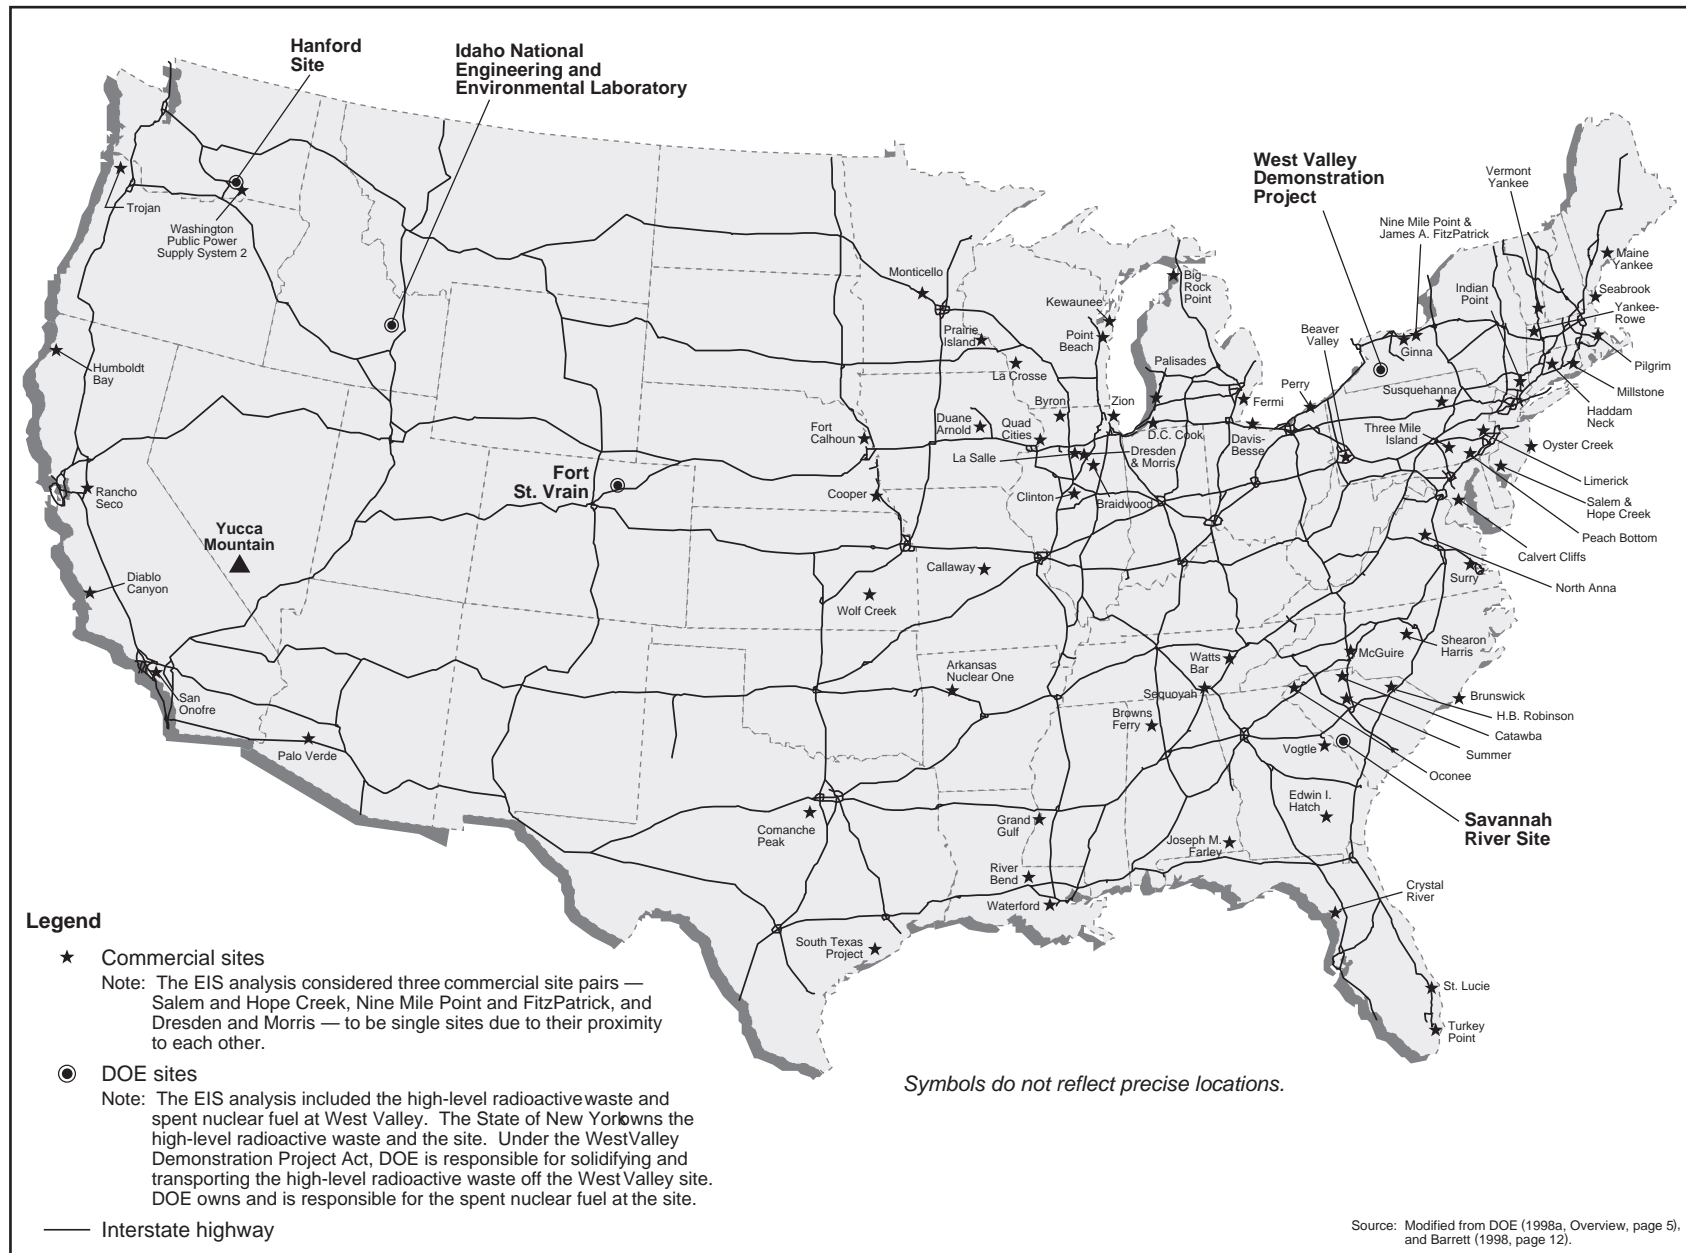 Hanford
Site
Idaho National
Engineering and
Environmental Laboratory
West Valley
Demonstration
Project
Vermont
Yankee
Nine Mile Point &
James A. FitzPatrick
Trojan
Washington
Public Power
Supply System 2
Monticello
Big
Rock
Point
Kewaunee
Indian
Point
Maine
Yankee
Seabrook
Yankee-
Rowe
Beaver
Valley
Prairie
Island
Point
Beach
Ginna
Humboldt
Bay
La Crosse
Palisades
Pilgrim
Perry
Susquehanna
Millstone
Byron
Zion
Fermi
Haddam
Neck
Fort
Calhoun
Duane
Arnold
Quad
Cities
D.C. Cook
Davis-
Besse
Three Mile
Island
Oyster Creek
La Salle
Dresden
& Morris
Limerick
Fort
St. Vrain
Rancho
Seco
Cooper
Clinton
Braidwood
Salem &
Hope Creek
Peach Bottom
Yucca
Mountain
Calvert Cliffs
Callaway
Surry
North Anna
Diablo
Canyon
Wolf Creek
Shearon
Harris
McGuire
Watts
Bar
Arkansas
Nuclear One
Sequoyah
San
Onofre
Brunswick
H.B. Robinson
Browns
Ferry
Catawba
Palo Verde
Vogtle
Summer
Oconee
Edwin I.
Hatch
Comanche
Peak
Grand
Gulf
Savannah
River Site
Joseph M.
Farley
River
Bend
Crystal
River
Waterford
South Texas
Project
St. Lucie
Turkey
Point
Legend
Commercial sites
Note: The EIS analysis considered three commercial site pairs —
Salem and Hope Creek, Nine Mile Point and FitzPatrick, and
Dresden and Morris — to be single sites due to their proximity
to each other.
DOE sites
Note: The EIS analysis included the high-level radioactive waste and
spent nuclear fuel at West Valley. The State of New York owns the
high-level radioactive waste and the site. Under the West Valley
Demonstration Project Act, DOE is responsible for solidifying and
transporting the high-level radioactive waste off the West Valley site.
DOE owns and is responsible for the spent nuclear fuel at the site.
Interstate highway
Symbols do not reflect precise locations.
Source: Modified from DOE (1998a, Overview, page 5),
and Barrett (1998, page 12).